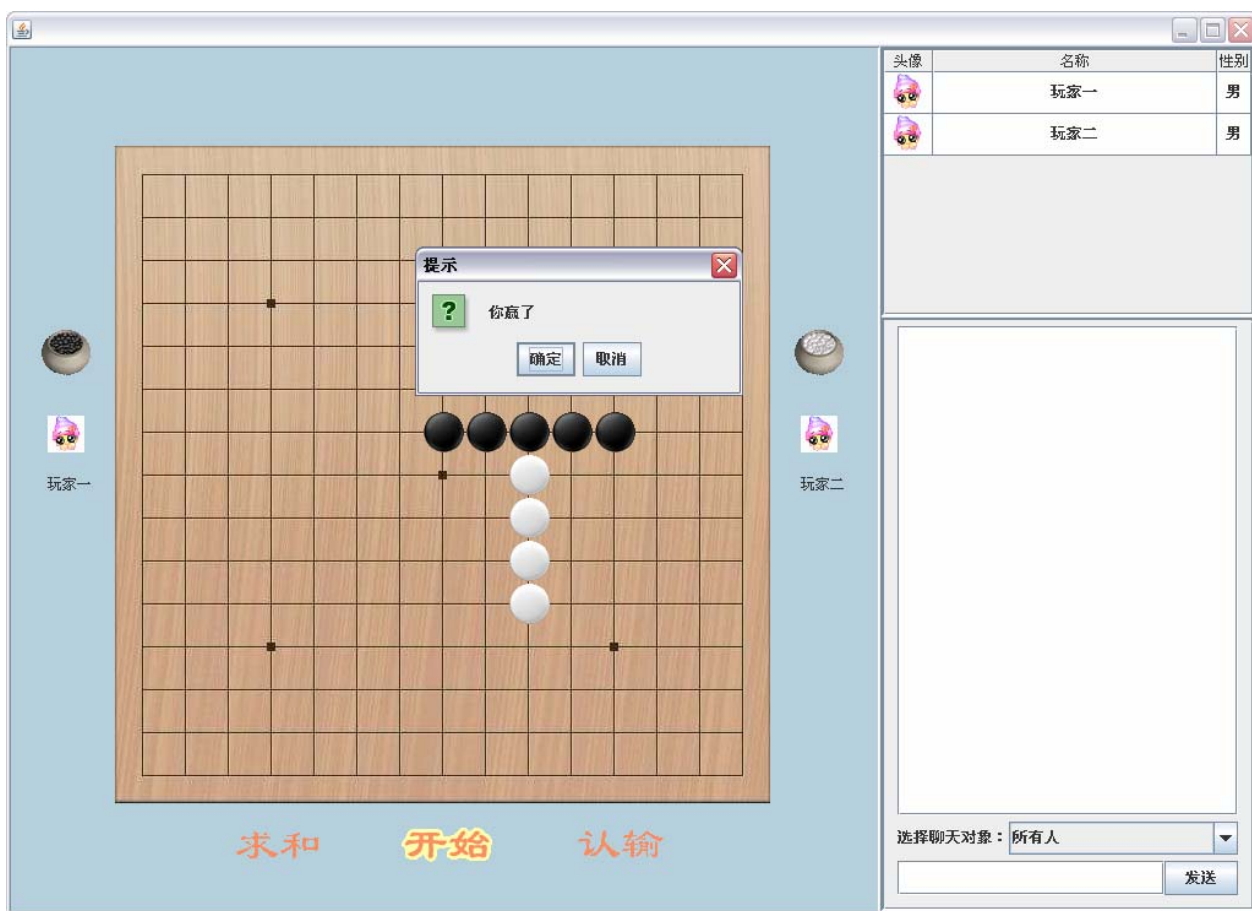 头像 名称 性别
玩家一 男
玩家二 男
提示
?
你赢了
确定 取消
玩家一
玩家二
求和 开始 认输
选择聊天对象： 所有人
发送